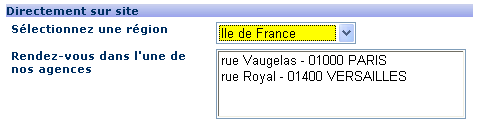 Directement sur site
Sélectionnez une région
Ile de France
Rendez-vous dans l'une de
nos agences
rue Vaugelas - 01000 PARIS
rue Royal - 01400 VERSAILLES